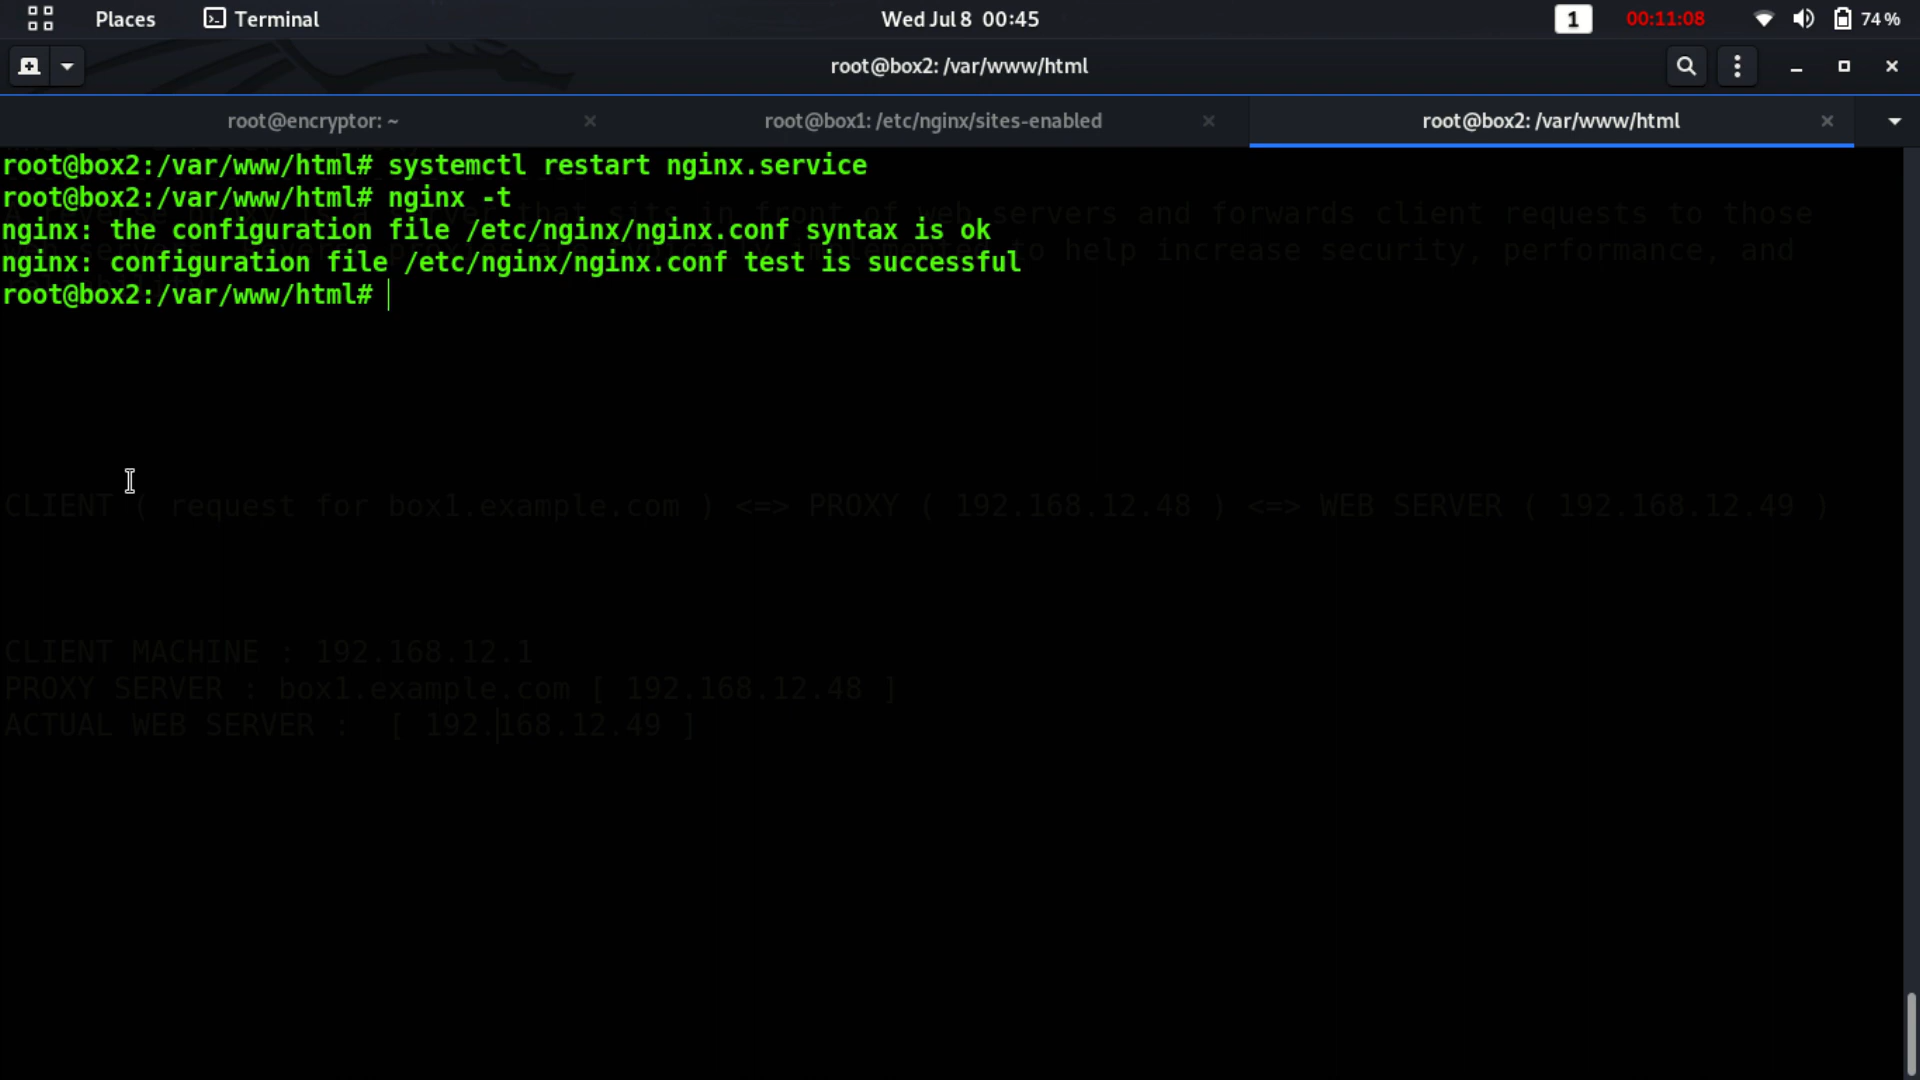 Places Terminal Wed Jul 8 00:45 1 00:11:08 74 %
root@box2: /var/www/html
root@encryptor: ~ root@box1: /etc/nginx/sites-enabled root@box2: /var/www/html
root@box2:/var/www/html# systemctl restart nginx.service
root@box2:/var/www/html# nginx -t
servers and forwards client requests to those
nginx: the configuration file /etc/nginx/nginx.conf syntax is ok
to help increase security, performance, and
nginx: configuration file /etc/nginx/nginx.conf test is successful
root@box2:/var/www/html#
CLIENT ( request for box1.example.com ) <=> PROXY ( 192.168.12.48 ) <=> WEB SERVER ( 192.168.12.49 )
CLIENT MACHINE : 192.168.12.1
PROXY SERVER : box1.example.com [ 192.168.12.48 ]
ACTUAL WEB SERVER : [ 192.168.12.49 ]